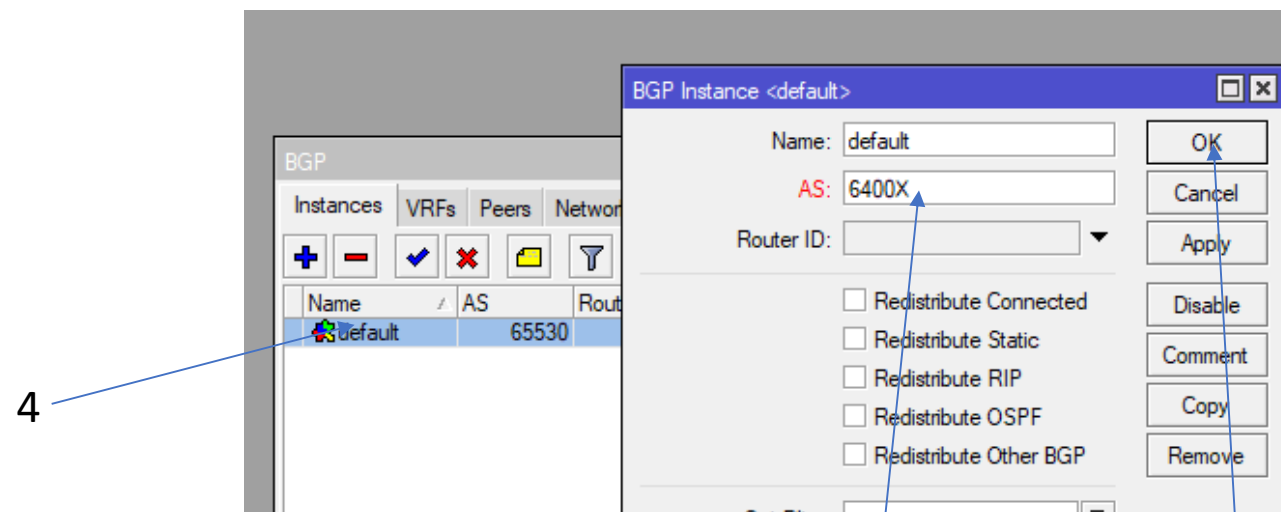 BGP Instance <default>
Name: default
OK
AS: 6400X
Cancel
Router ID:
Apply
Redistribute Connected
Disable
Redistribute Static
Comment
Redistribute RIP
Copy
Redistribute OSPF
Redistribute Other BGP
Remove
BGP
Instances VRFs Peers Networ
Name AS Rout
default 65530
4